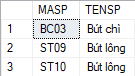 MASP TENSP
1 BC03 Bút chì
2 ST09 Bút lông
3 ST10 Bút lông